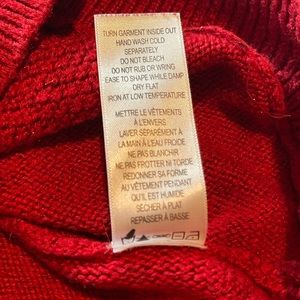 TURN GARMENT INSIDE OUT
HAND WASH COLD
SEPARATELY
DO NOT BLEACH
DO NOT RUB OR WRING
EASE TO SHAPE WHILE DAMP
DRY FLAT
IRON AT LOW TEMPERATURE
METTRE LE VÊTEMENTS
À L'ENVERS
LAVER SÉPARÉMENT À
LA MAIN À L'EAU FROIDE
NE PAS BLANCHIR
NE PAS FROTTER NI TORDE
REDONNER SA FORME
AU VÊTEMENT PENDANT
QU'IL EST HUMIDE
SÉCHER À PLAT
REPASSER À BASSE